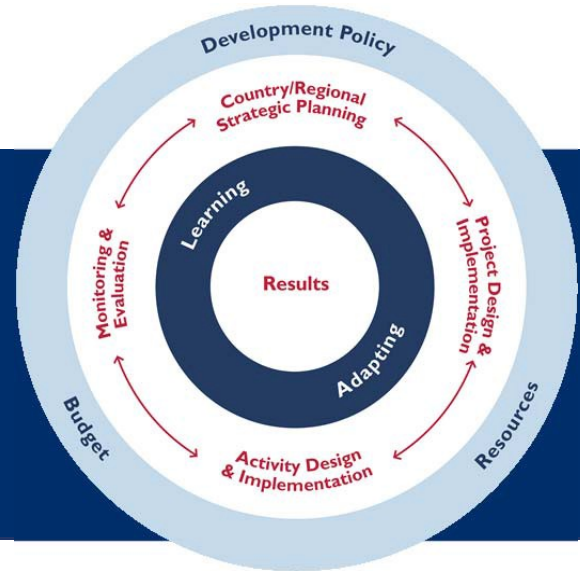 Development Policy
Country/Regional
Strategic Planning
Learning
Monitoring &
Evaluation
Results
Project Design &
Implementation
Adapting
Budget
Resources
Activity Design
& Implementation